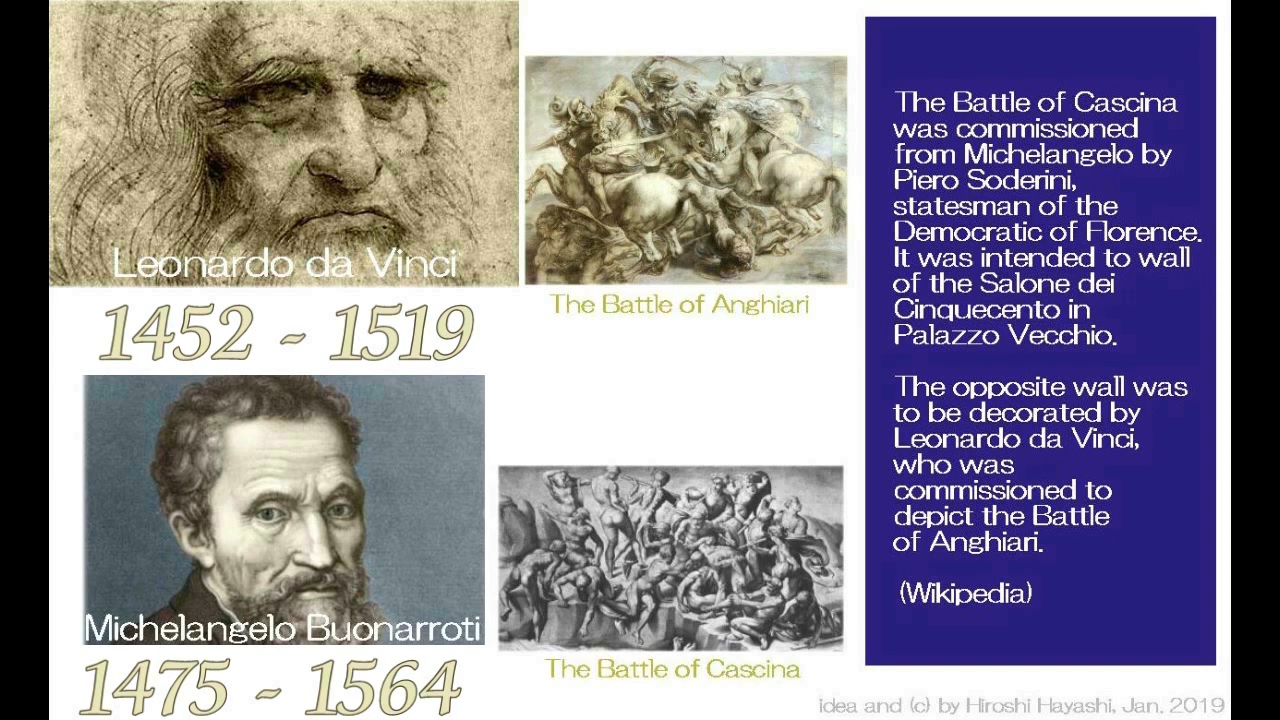 Leonardo da Vinci
1452 - 1519
The Battle of Anghiari
Michelangelo Buonarroti
1475 - 1564
The Battle of Cascina
The Battle of Cascina
was commissioned
from Michelangelo by
Piero Soderini,
statesman of the
Democratic of Florence.
It was intended to wall
of the Salone dei
Cinquecento in
Palazzo Vecchio.
The opposite wall was
to be decorated by
Leonardo da Vinci,
who was
commissioned to
depict the Battle
of Anghiari.
(Wikipedia)
idea and (c) by Hiroshi Hayashi, Jan. 2019